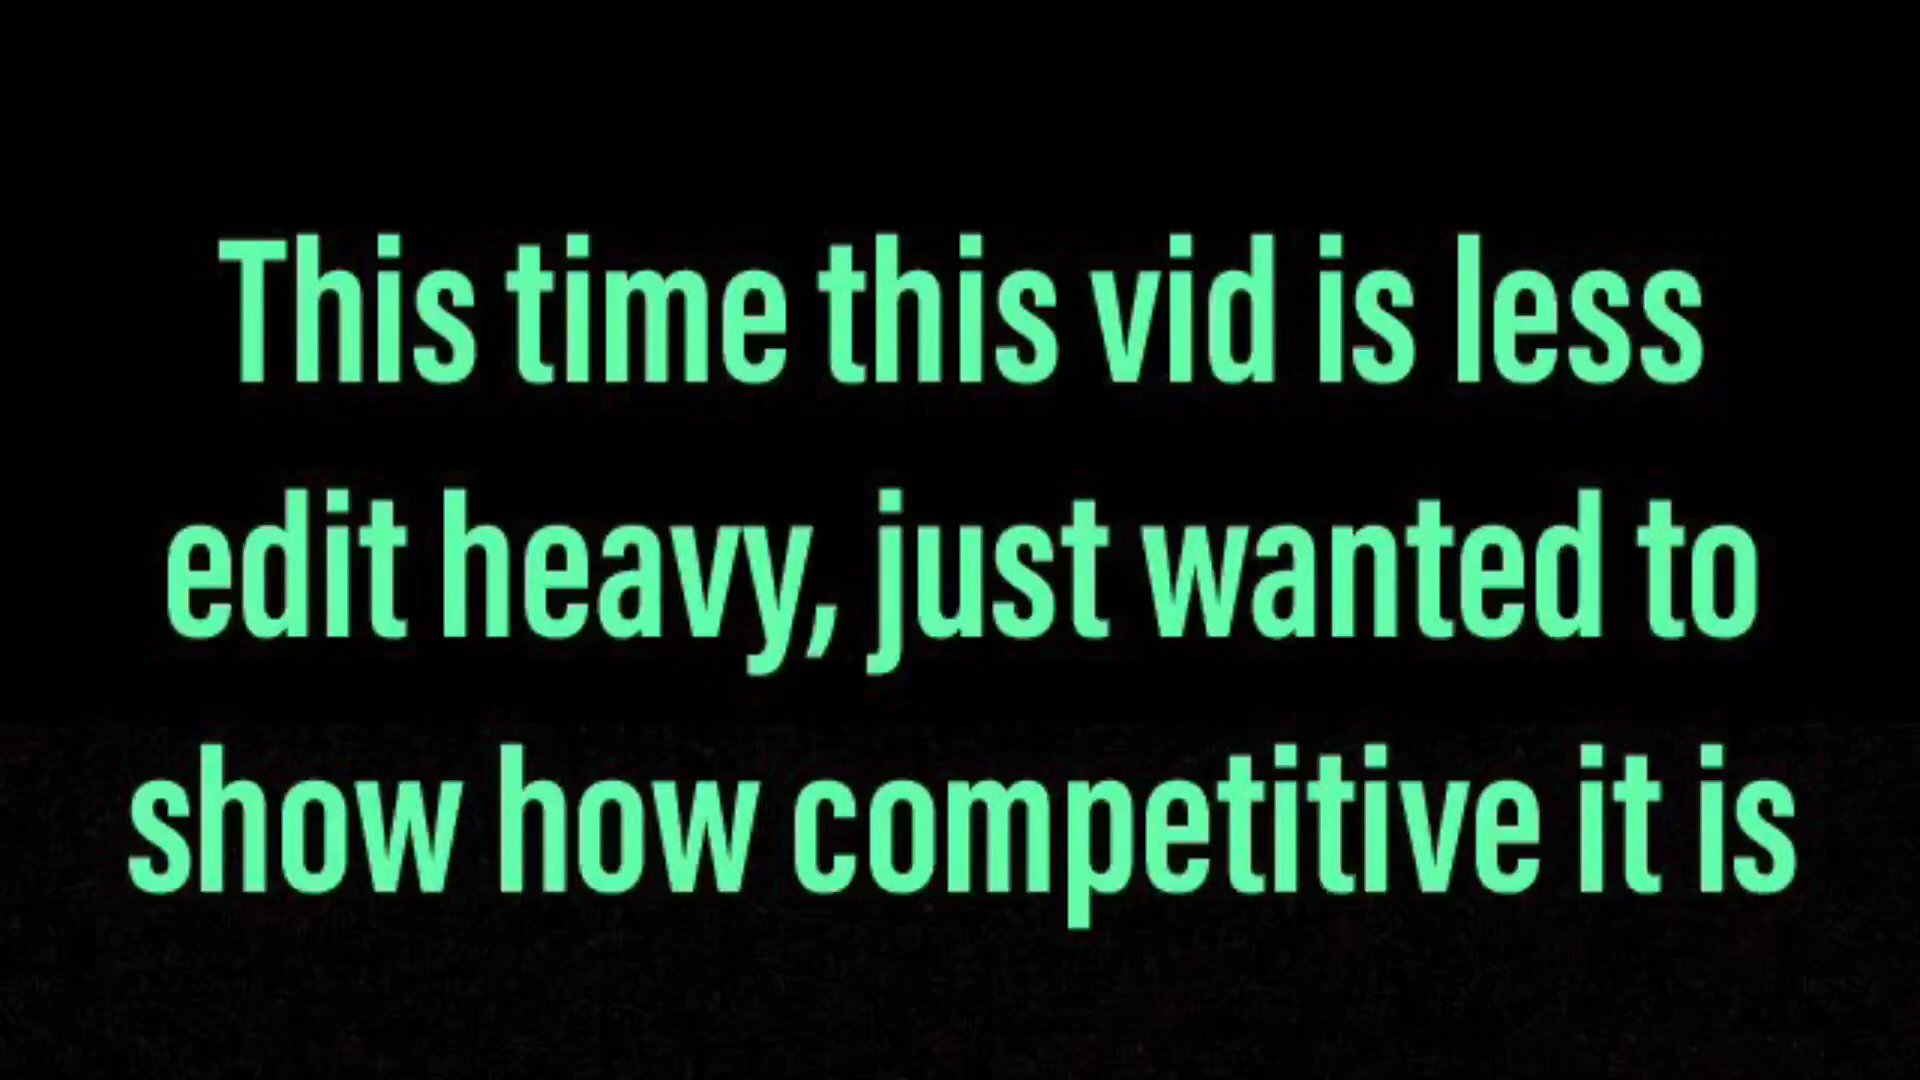 This time this vid is less
edit heavy, just wanted to
show how competitive it is